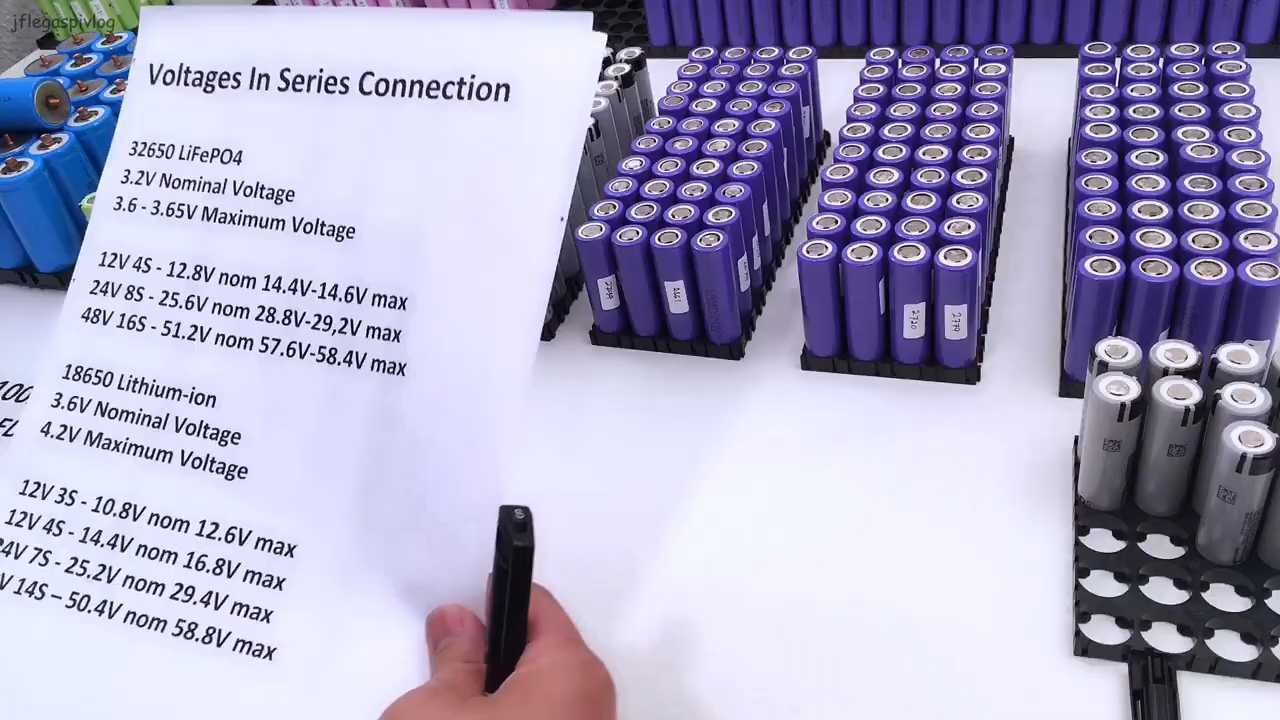 jflegaspivlog
Voltages In Series Connection
32650 LiFePO4
3.2V Nominal Voltage
3.6 - 3.65V Maximum Voltage
12V 4S - 12.8V nom 14.4V-14.6V max
24V 8S - 25.6V nom 28.8V-29,2V max
48V 16S - 51.2V nom 57.6V-58.4V max
18650 Lithium-ion
3.6V Nominal Voltage
4.2V Maximum Voltage
12V 3S - 10.8V nom 12.6V max
12V 4S - 14.4V nom 16.8V max
4V 7S - 25.2V nom 29.4V max
V 14S – 50.4V nom 58.8V max
100
2720
2770